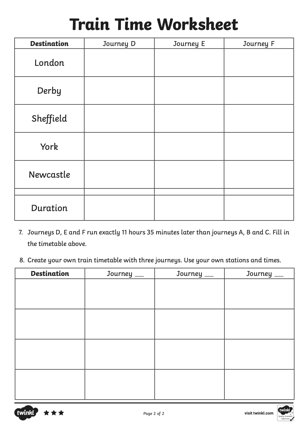 Train Time Worksheet
Destination Journey D Journey E Journey F
London
Derby
Sheffield
York
Newcastle
Duration
7. Journeys D, E and F run exactly 11 hours 35 minutes later than journeys A, B and C. Fill in
the timetable above.
8. Create your own train timetable with three journeys. Use your own stations and times.
Destination Journey __ Journey __ Journey __
twinkl
Page 2 of 2
visit twinkl.com
twinkl